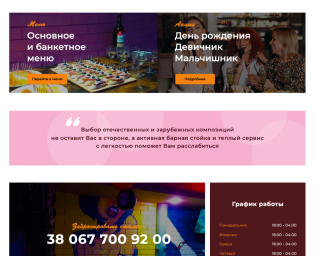 Меню
Основное
и банкетное
меню
Перейти в меню
Акции
День рождения
Девичник
Мальчишник
Подробнее
Выбор отечественных и зарубежных композиций
не оставит Вас в стороне, а активная барная стойка и теплый сервис
с легкостью поможет Вам расслабиться
38 067 700 92 00
График работы
Понедельник 18:00 - 04:00
Вторник 18:00 - 04:00
Среда 18:00 - 04:00
Четверг 18:00 - 04:00